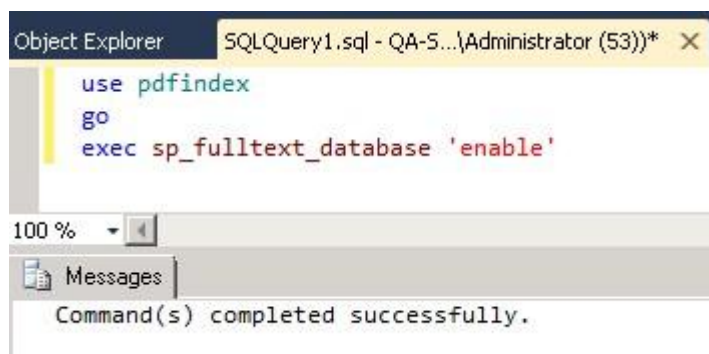 Object Explorer SQLQuery1.sql - QA-S...\Administrator (53))*
use pdfindex
go
exec sp_fulltext_database 'enable'
100 %
Messages
Command(s) completed successfully.